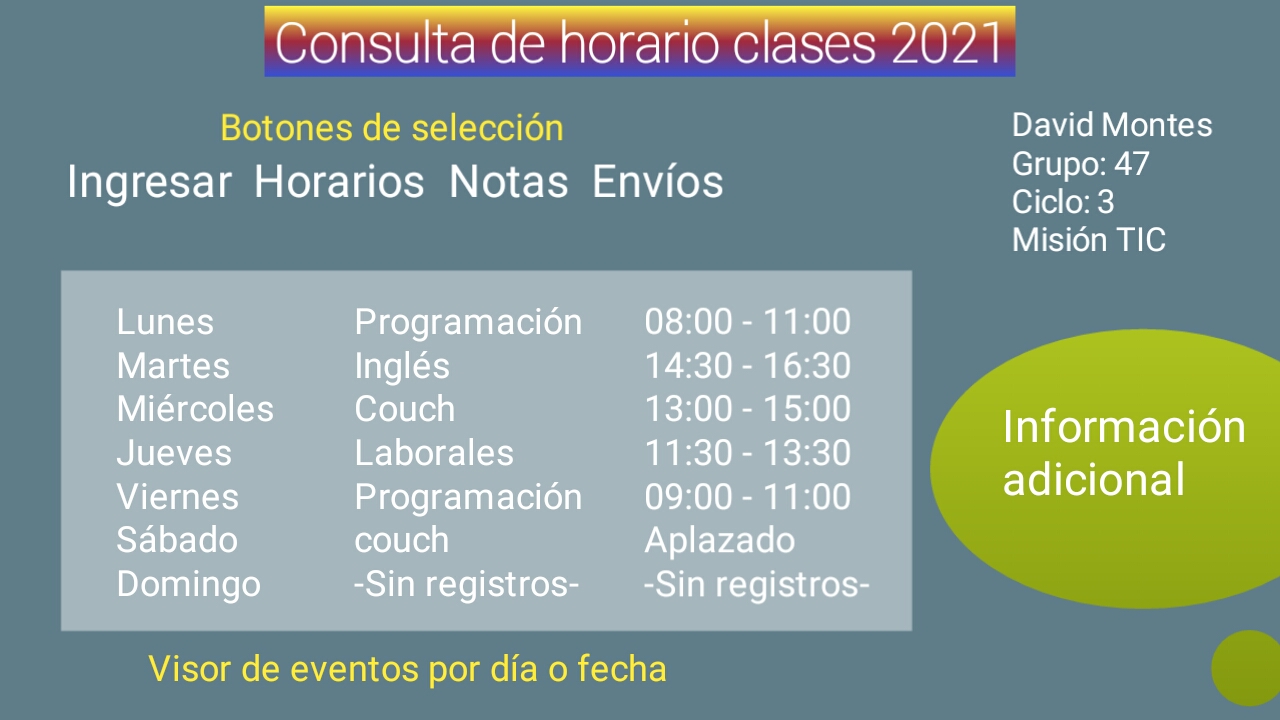 Consulta de horario clases 2021
Botones de selección
Ingresar Horarios Notas Envíos
David Montes
Grupo: 47
Ciclo: 3
Misión TIC
Lunes Programación 08:00 - 11:00
Martes Inglés 14:30 - 16:30
Miércoles Couch 13:00 - 15:00
Jueves Laborales 11:30 - 13:30
Viernes Programación 09:00 - 11:00
Sábado couch Aplazado
Domingo -Sin registros- -Sin registros-
Información
adicional
Visor de eventos por día o fecha